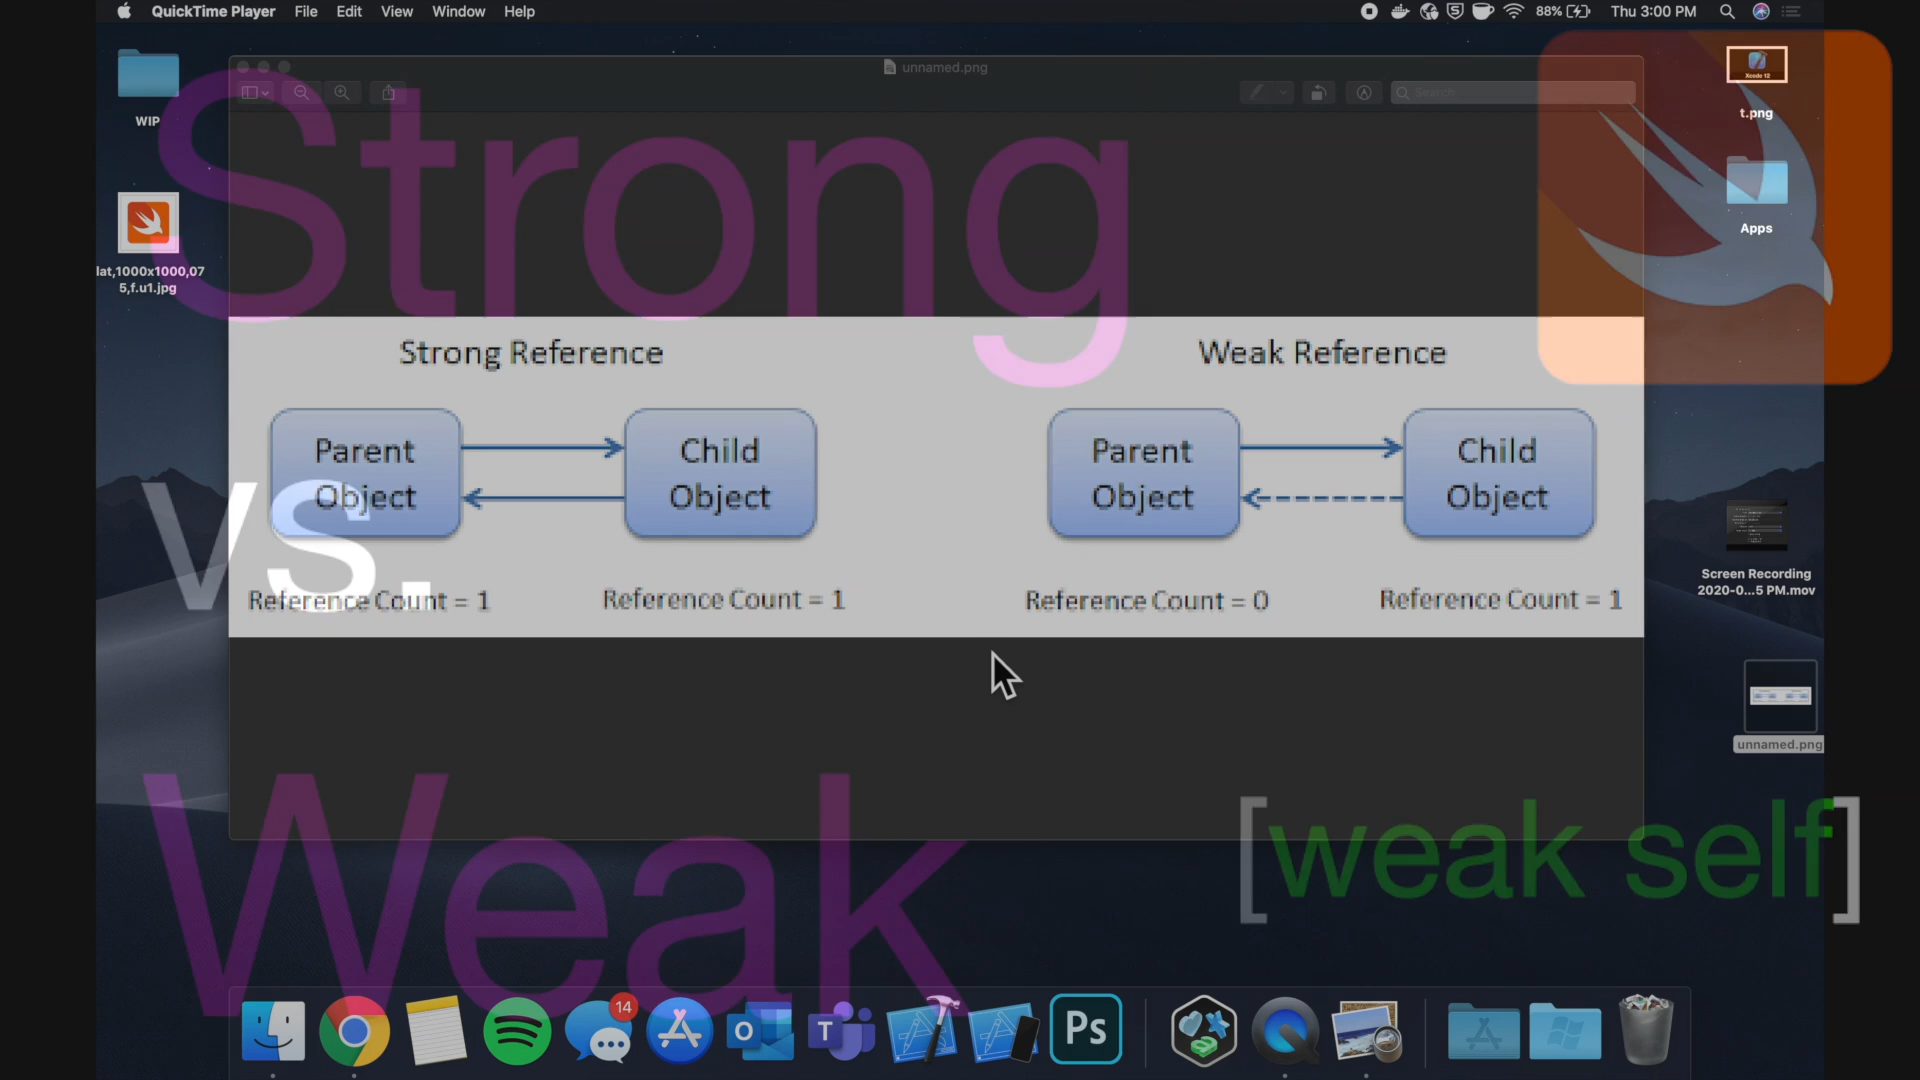 QuickTime Player File Edit View Window Help
88% Thu 3:00 PM
unnamed.png
Search
WIP
lat,1000x1000,07
5,f.u1.jpg
Xcode 12
t.png
Apps
Strong
vs.
Weak
[weak self]
Strong Reference
Parent
Object
Child
Object
Reference Count = 1
Reference Count = 1
Weak Reference
Parent
Object
Child
Object
Reference Count = 0
Reference Count = 1
Screen Recording
2020-0...5 PM.mov
unnamed.png
14
O
T
Ps